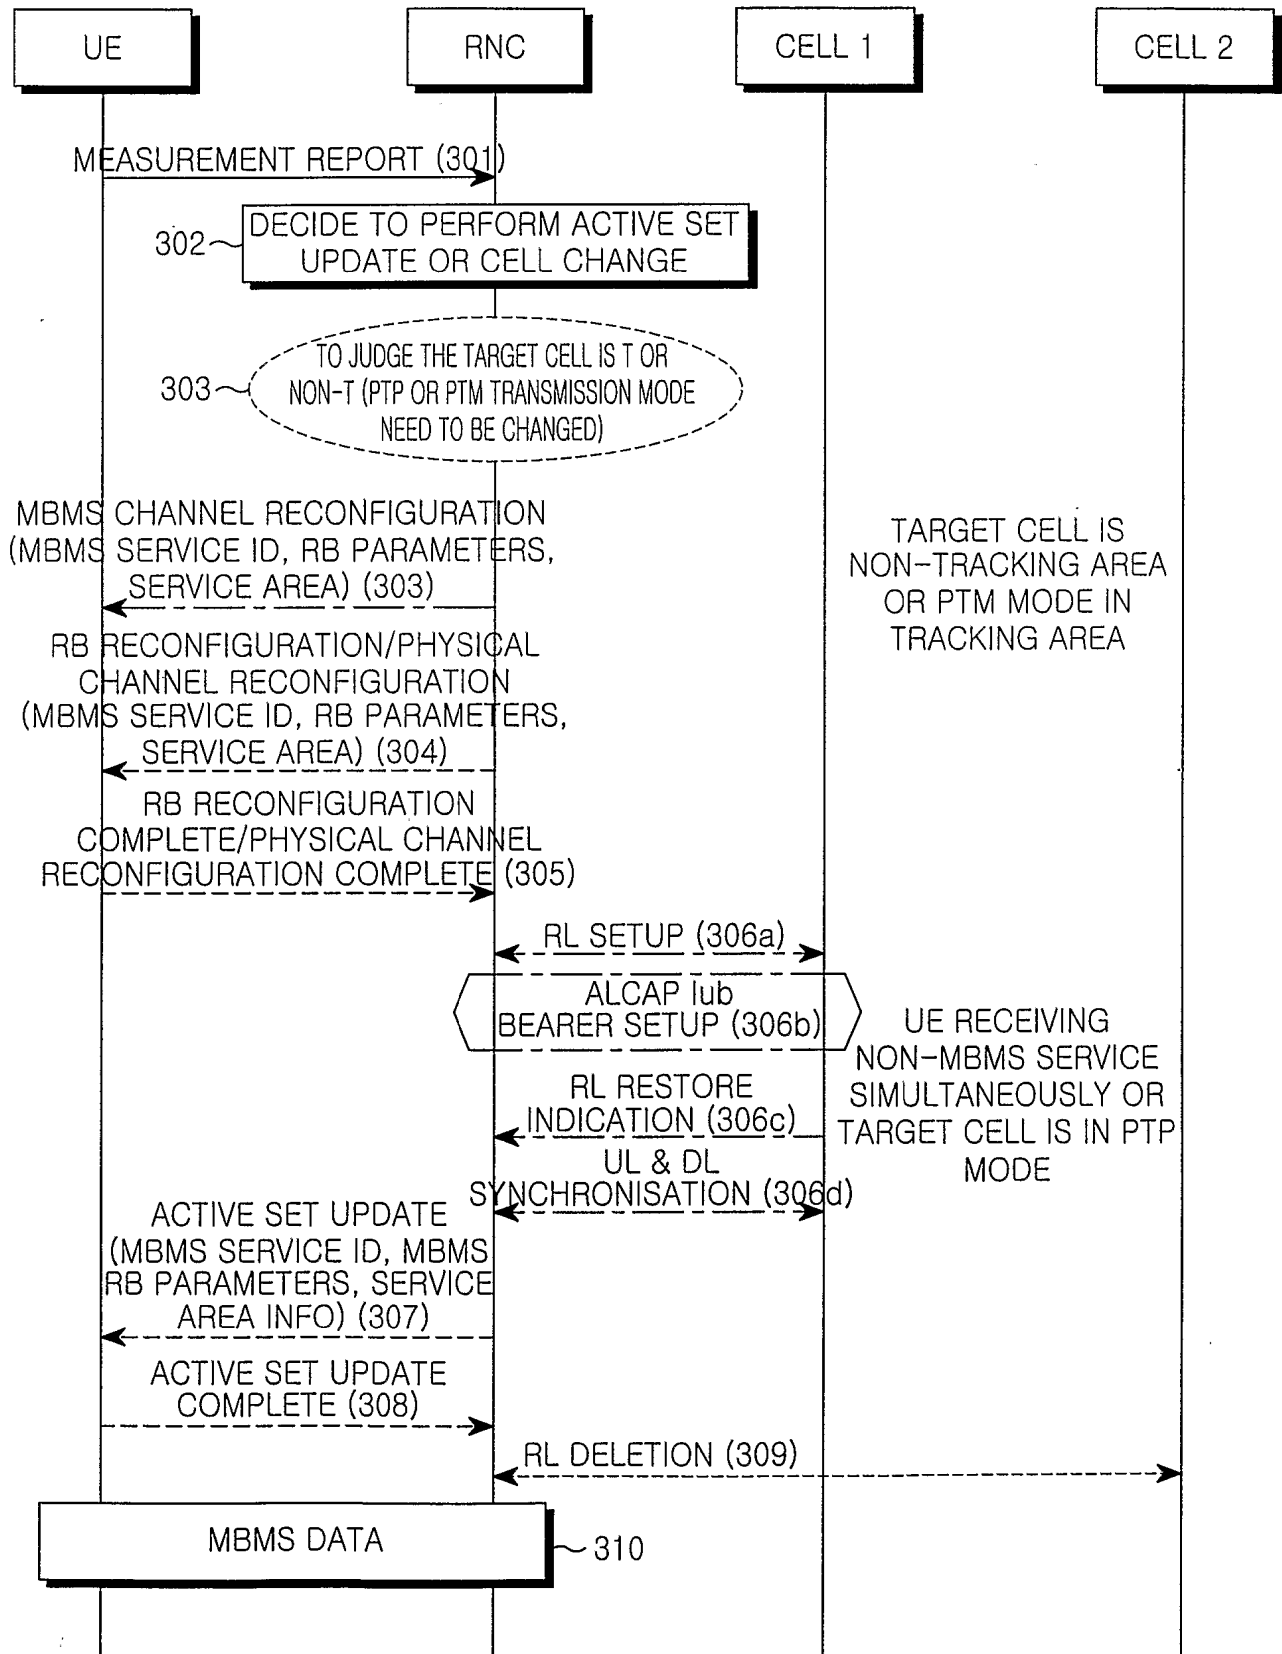 UE
RNC
CELL 1
CELL 2
MEASUREMENT REPORT (301)
302
DECIDE TO PERFORM ACTIVE SET
UPDATE OR CELL CHANGE
303
TO JUDGE THE TARGET CELL IS T OR
NON-T (PTP OR PTM TRANSMISSION MODE
NEED TO BE CHANGED)
MBMS CHANNEL RECONFIGURATION
(MBMS SERVICE ID, RB PARAMETERS,
SERVICE AREA) (303)
TARGET CELL IS
NON-TRACKING AREA
OR PTM MODE IN
TRACKING AREA
RB RECONFIGURATION/PHYSICAL
CHANNEL RECONFIGURATION
(MBMS SERVICE ID, RB PARAMETERS,
SERVICE AREA) (304)
RB RECONFIGURATION
COMPLETE/PHYSICAL CHANNEL
RECONFIGURATION COMPLETE (305)
RL SETUP (306a)
ALCAP Iub
BEARER SETUP (306b)
RL RESTORE
INDICATION (306c)
UL & DL
SYNCHRONISATION (306d)
UE RECEIVING
NON-MBMS SERVICE
SIMULTANEOUSLY OR
TARGET CELL IS IN PTP
MODE
ACTIVE SET UPDATE
(MBMS SERVICE ID, MBMS
RB PARAMETERS, SERVICE
AREA INFO) (307)
ACTIVE SET UPDATE
COMPLETE (308)
RL DELETION (309)
MBMS DATA
310